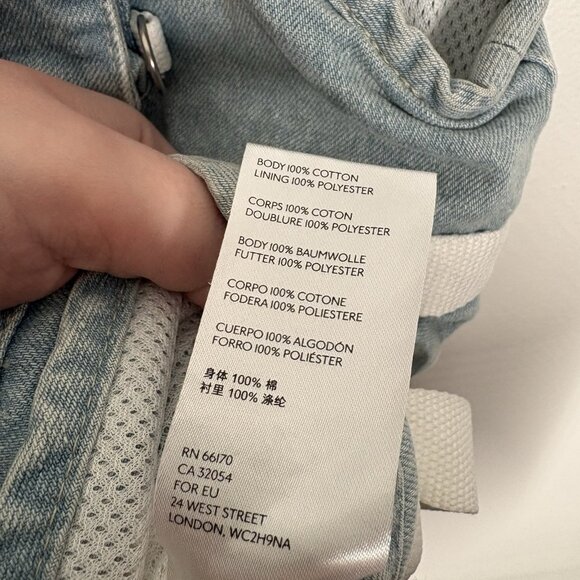 BODY 100% COTTON
LINING 100% POLYESTER
CORPS 100% COTON
DOUBLURE 100% POLYESTER
BODY 100% BAUMWOLLE
FUTTER 100% POLYESTER
CORPO 100% COTONE
FODERA 100% POLIESTERE
CUERPO 100% ALGODÓN
FORRO 100% POLIÉSTER
身体 100% 棉
衬里 100% 涤纶
RN 66170
CA 32054
FOR EU
24 WEST STREET
LONDON, WC2H9NA